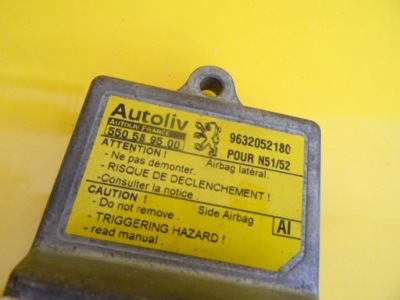 Autoliv
AUTOLIV FRANCE
550 58 95 00
9632052180
POUR N51/52
ATTENTION !
Airbag latéral.
- Ne pas démonter.
- RISQUE DE DECLENCHEMENT !
-Consulter la notice .
CAUTION !
Side Airbag
- Do not remove .
- TRIGGERING HAZARD !
- read manual .
AI